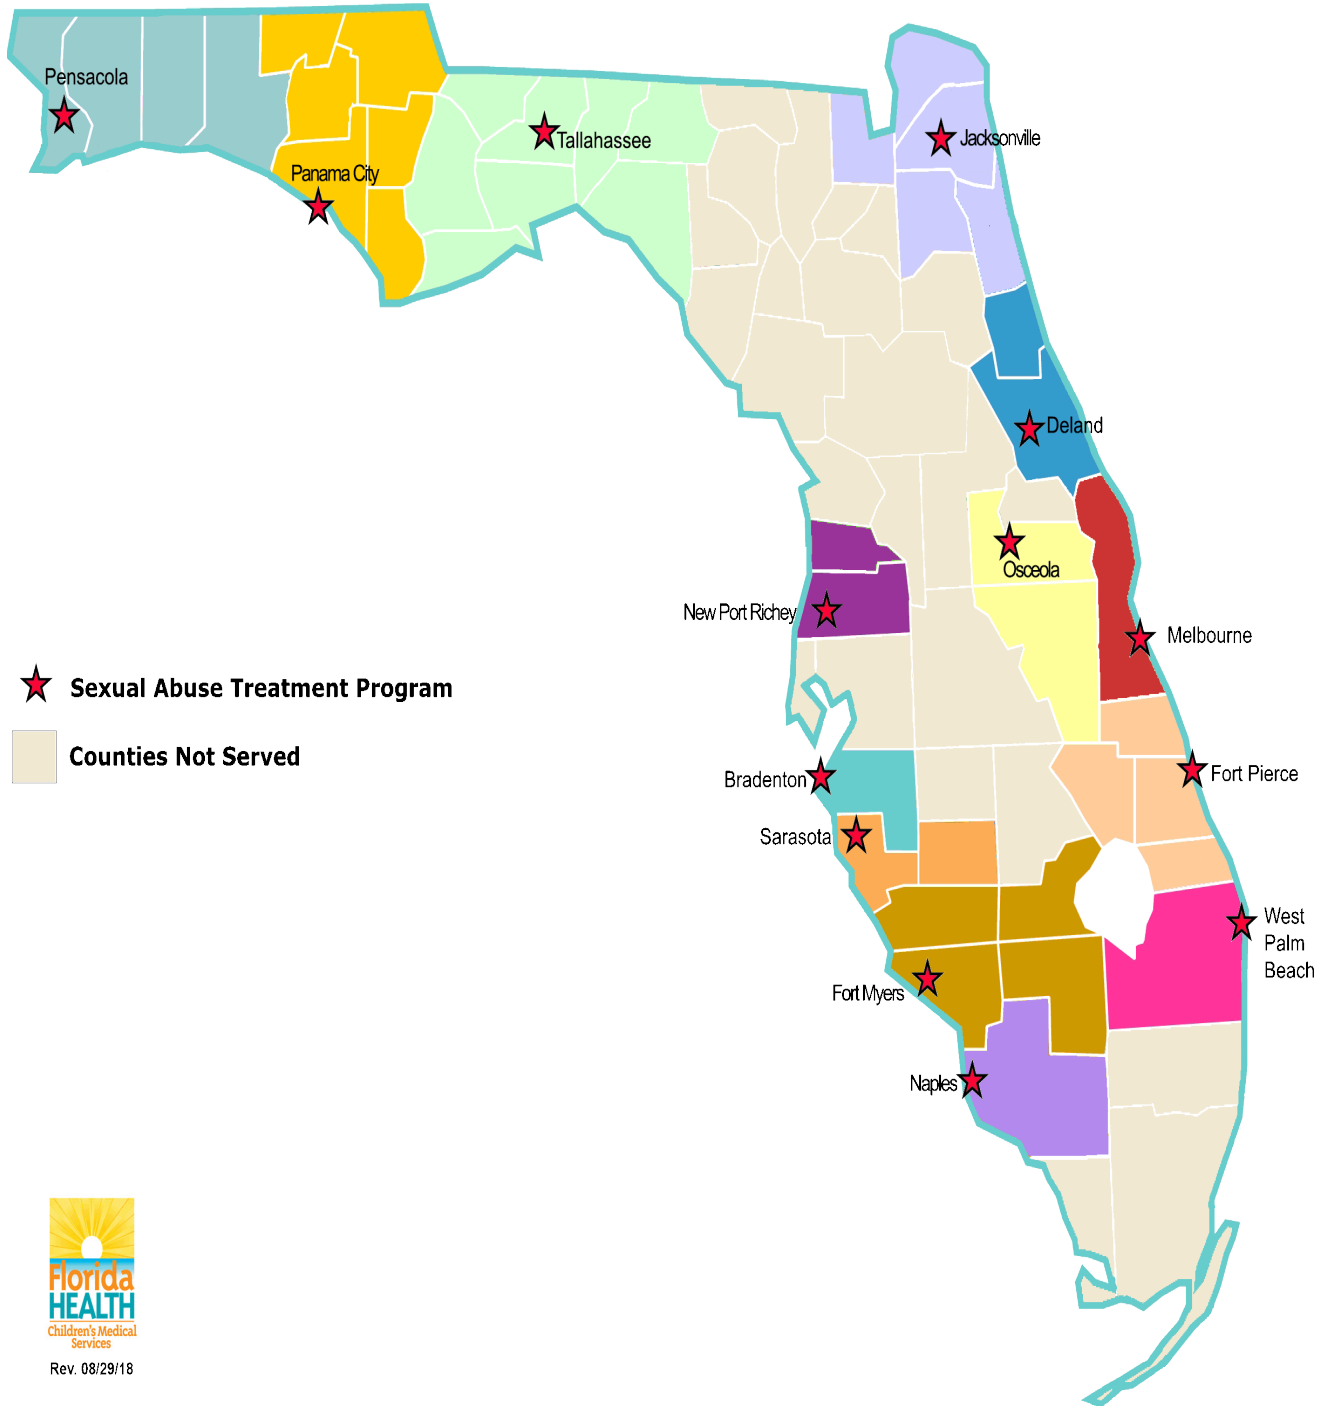 Pensacola
Tallahassee
Jacksonville
Panama City
Deland
Osceola
New Port Richey
Melbourne
Sexual Abuse Treatment Program
Counties Not Served
Bradenton
Fort Pierce
Sarasota
West
Palm
Beach
Fort Myers
Naples
Florida
HEALTH
Children's Medical
Services
Rev. 08/29/18